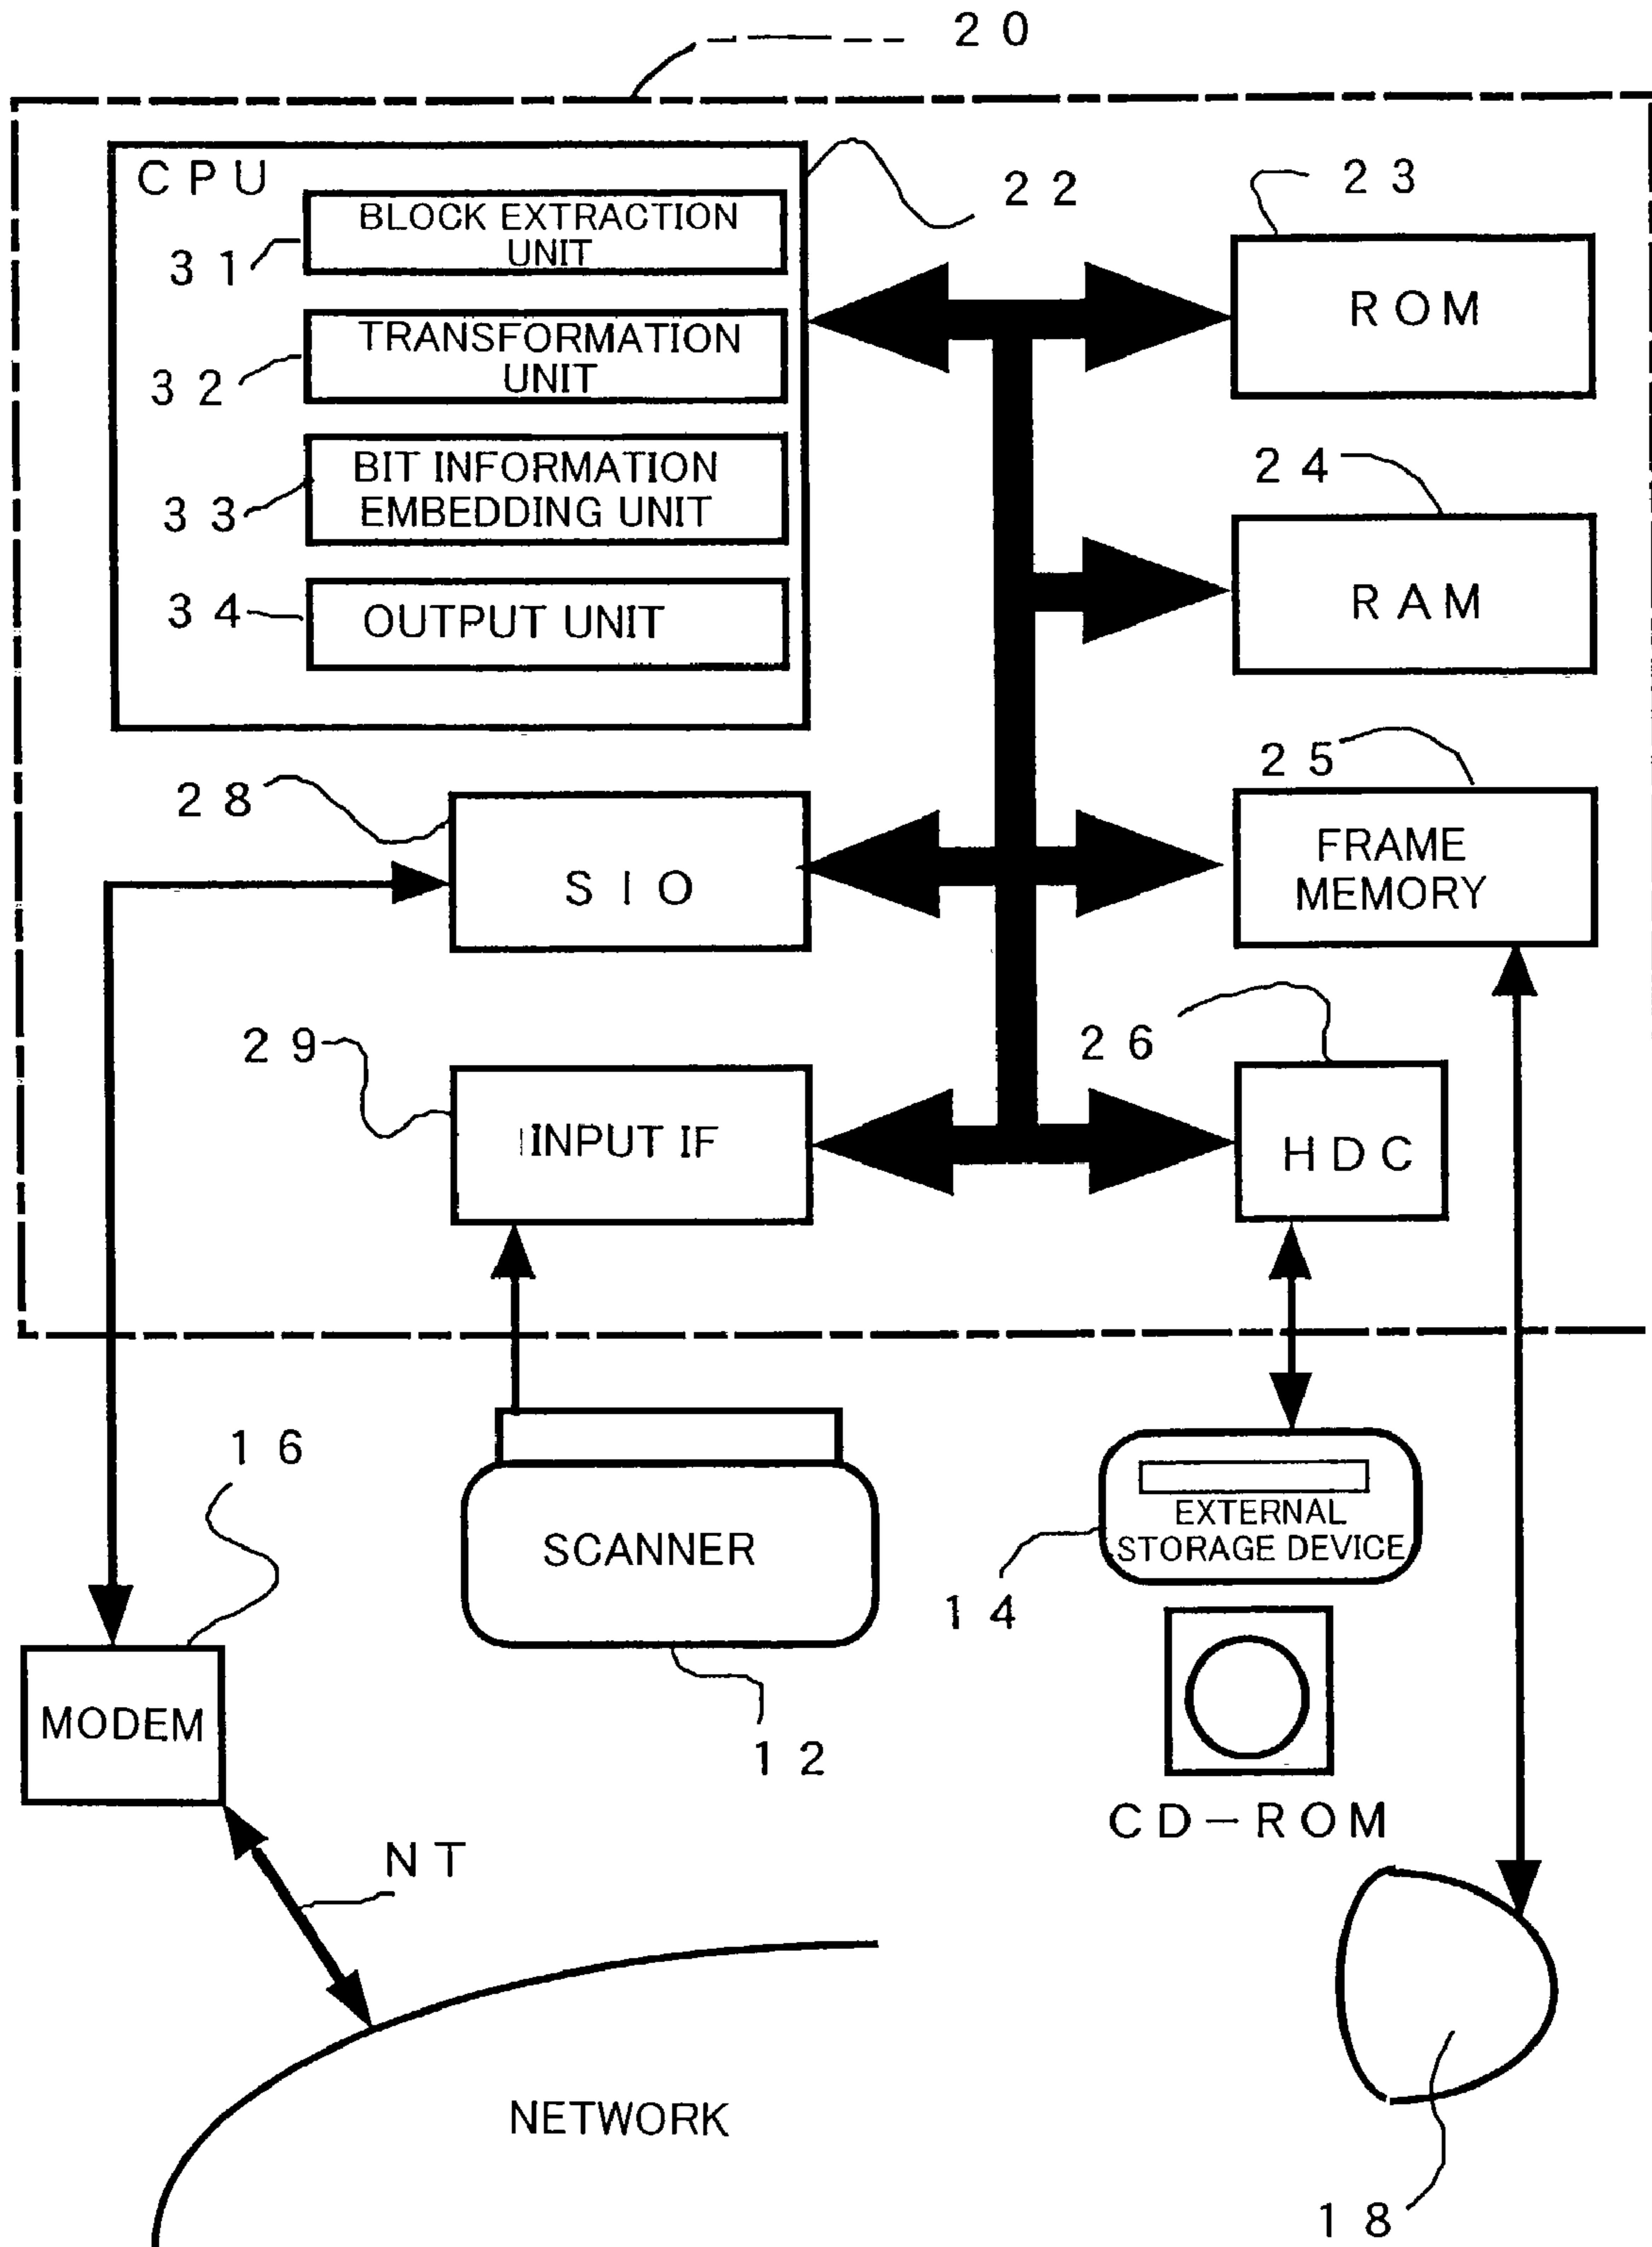 20
CPU
22
23
BLOCK EXTRACTION
UNIT
31
ROM
TRANSFORMATION
UNIT
32
24
BIT INFORMATION
EMBEDDING UNIT
33
RAM
34
OUTPUT UNIT
25
28
FRAME
MEMORY
SIO
29
26
INPUT IF
HDC
16
EXTERNAL
STORAGE DEVICE
SCANNER
14
MODEM
12
CD-ROM
NT
NETWORK
18